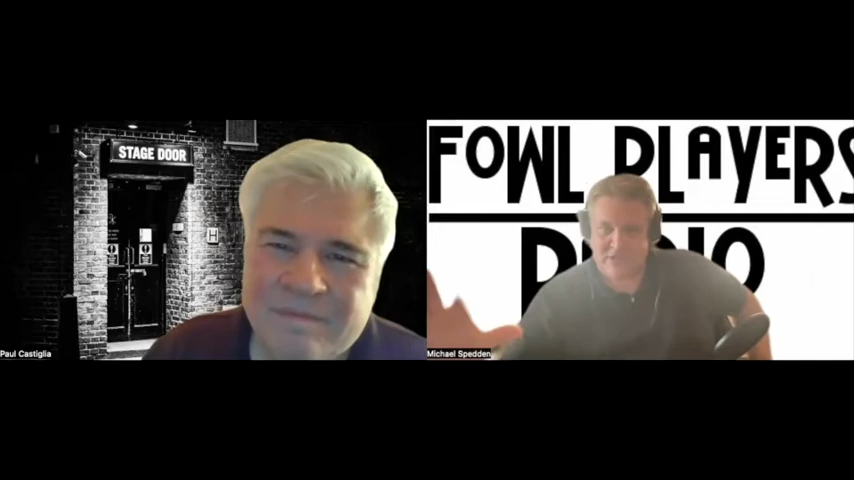 STAGE DOOR
FOWL PLAYERS
Paul Castiglia
Michael Spedden